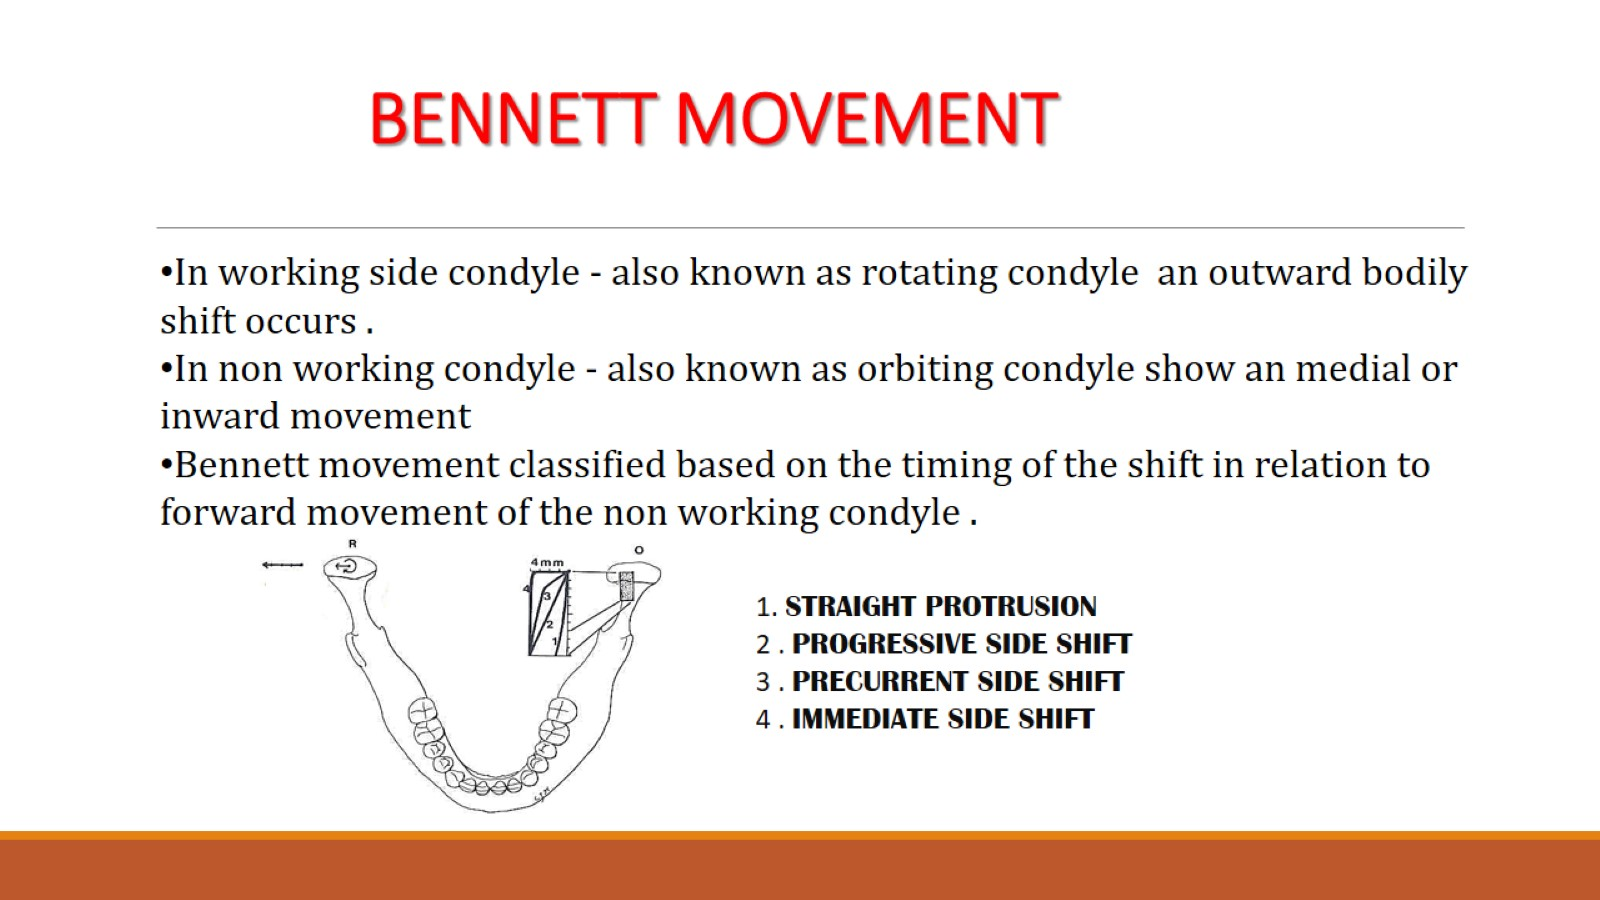 BENNETT MOVEMENT
•In working side condyle - also known as rotating condyle an outward bodily
shift occurs .
•In non working condyle - also known as orbiting condyle show an medial or
inward movement
•Bennett movement classified based on the timing of the shift in relation to
forward movement of the non working condyle .
R
O
4mm
4
3
2
1
1. STRAIGHT PROTRUSION
2 . PROGRESSIVE SIDE SHIFT
3 . PRECURRENT SIDE SHIFT
4 . IMMEDIATE SIDE SHIFT